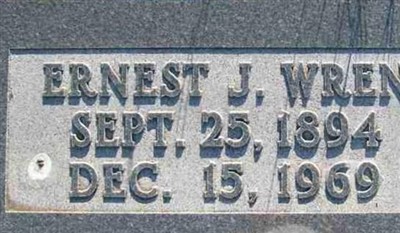 ERNEST J. WREN
SEPT. 25, 1894
DEC. 15, 1969